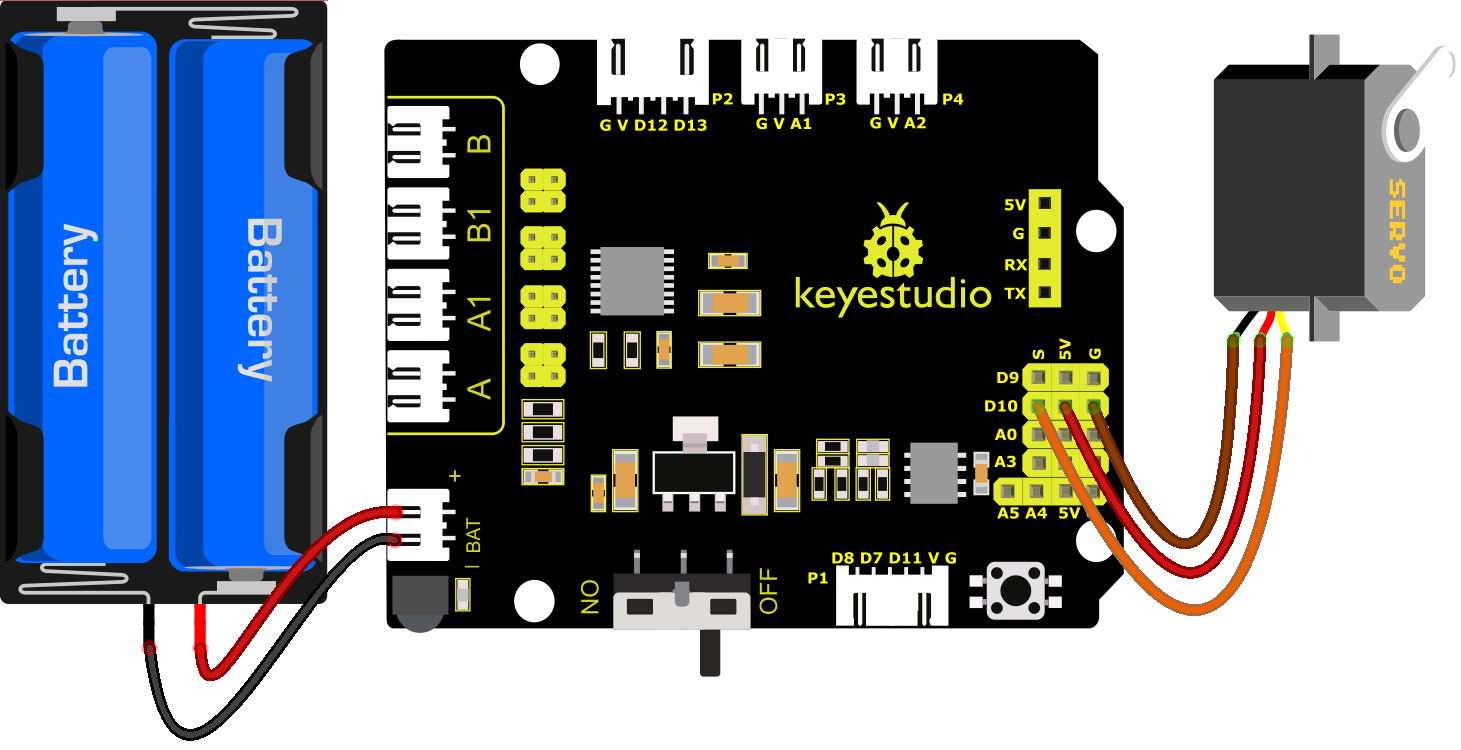 Battery
Battery
P2
P3
P4
G V D12 D13
G V A1
G V A2
B
B1
A1
A
5V
G
RX
TX
keyestudio
SERVO
S 5V G
D9
D10
A0
A3
A5 A4 5V
+
BAT
NO
OFF
D8 D7 D11 V G
P1